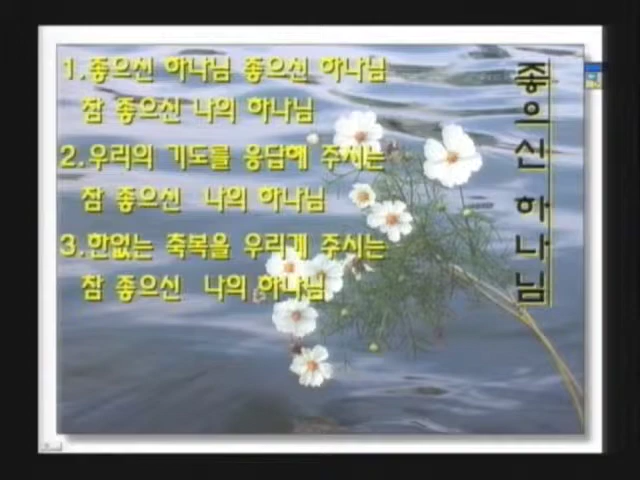 1.좋으신 하나님 좋으신 하나님
참 좋으신 나의 하나님
2.우리의 기도를 응답해 주시는
참 좋으신 나의 하나님
3.한없는 축복을 우리게 주시는
참 좋으신 나의 하나님
좋으신 하나님